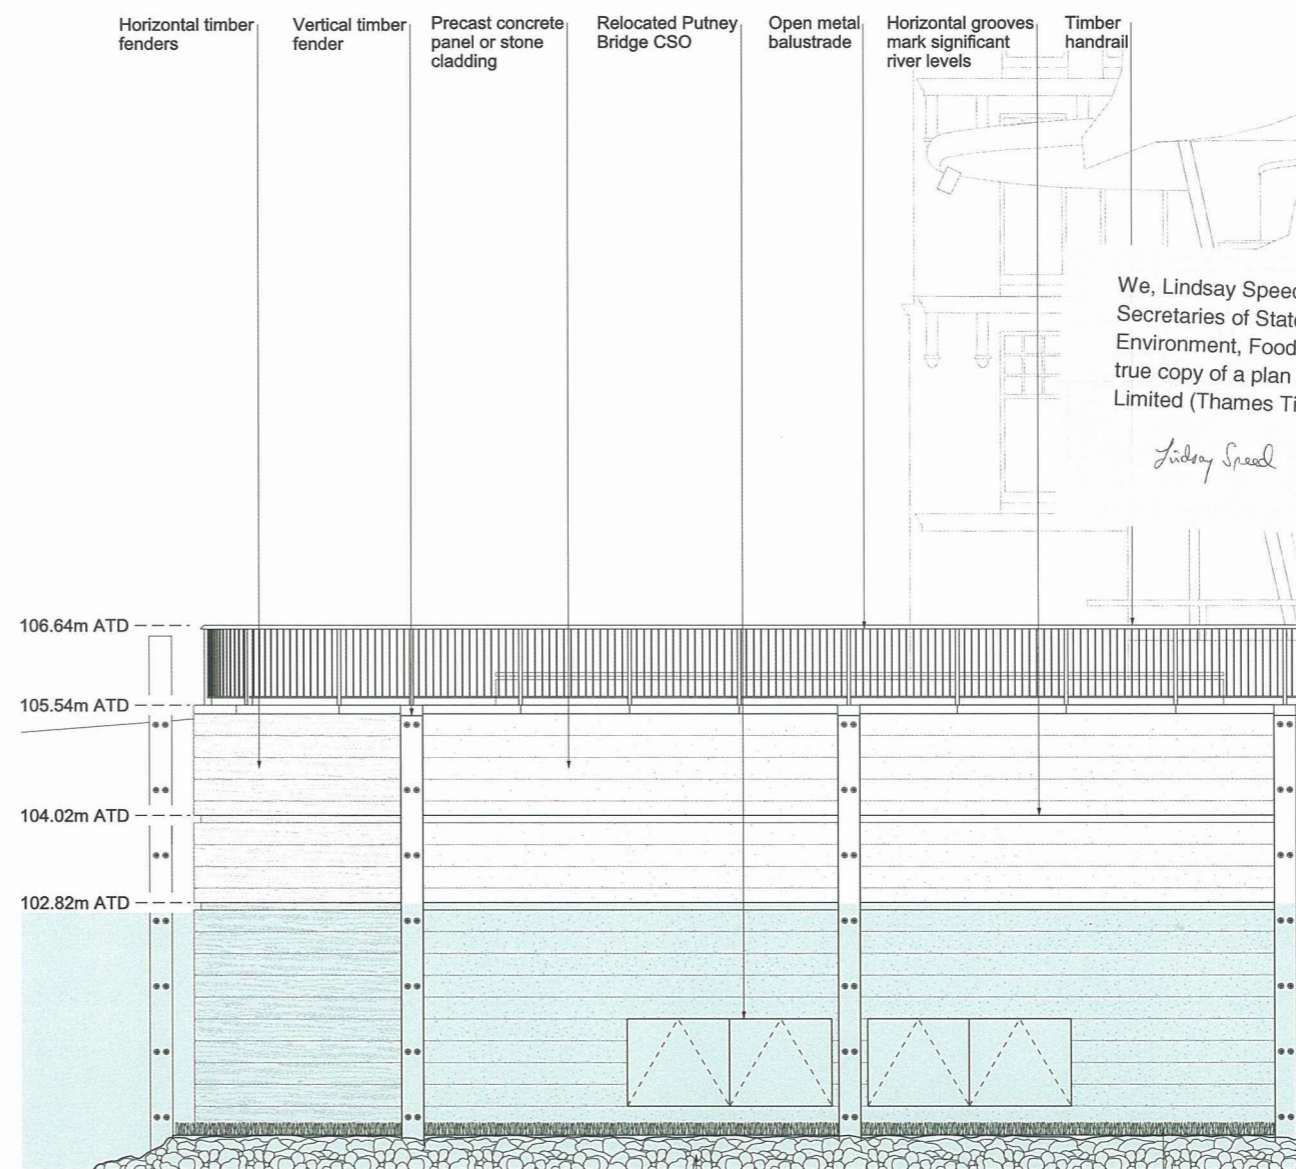 Horizontal timber
fenders
Vertical timber
fender
Precast concrete
panel or stone
cladding
Relocated Putney
Bridge CSO
Open metal
balustrade
Horizontal grooves
mark significant
river levels
Timber
handrail
We, Lindsay Speed
Secretaries of State
Environment, Food
true copy of a plan
Limited (Thames Ti
Lindsay Speed
106.64m ATD
105.54m ATD
104.02m ATD
102.82m ATD